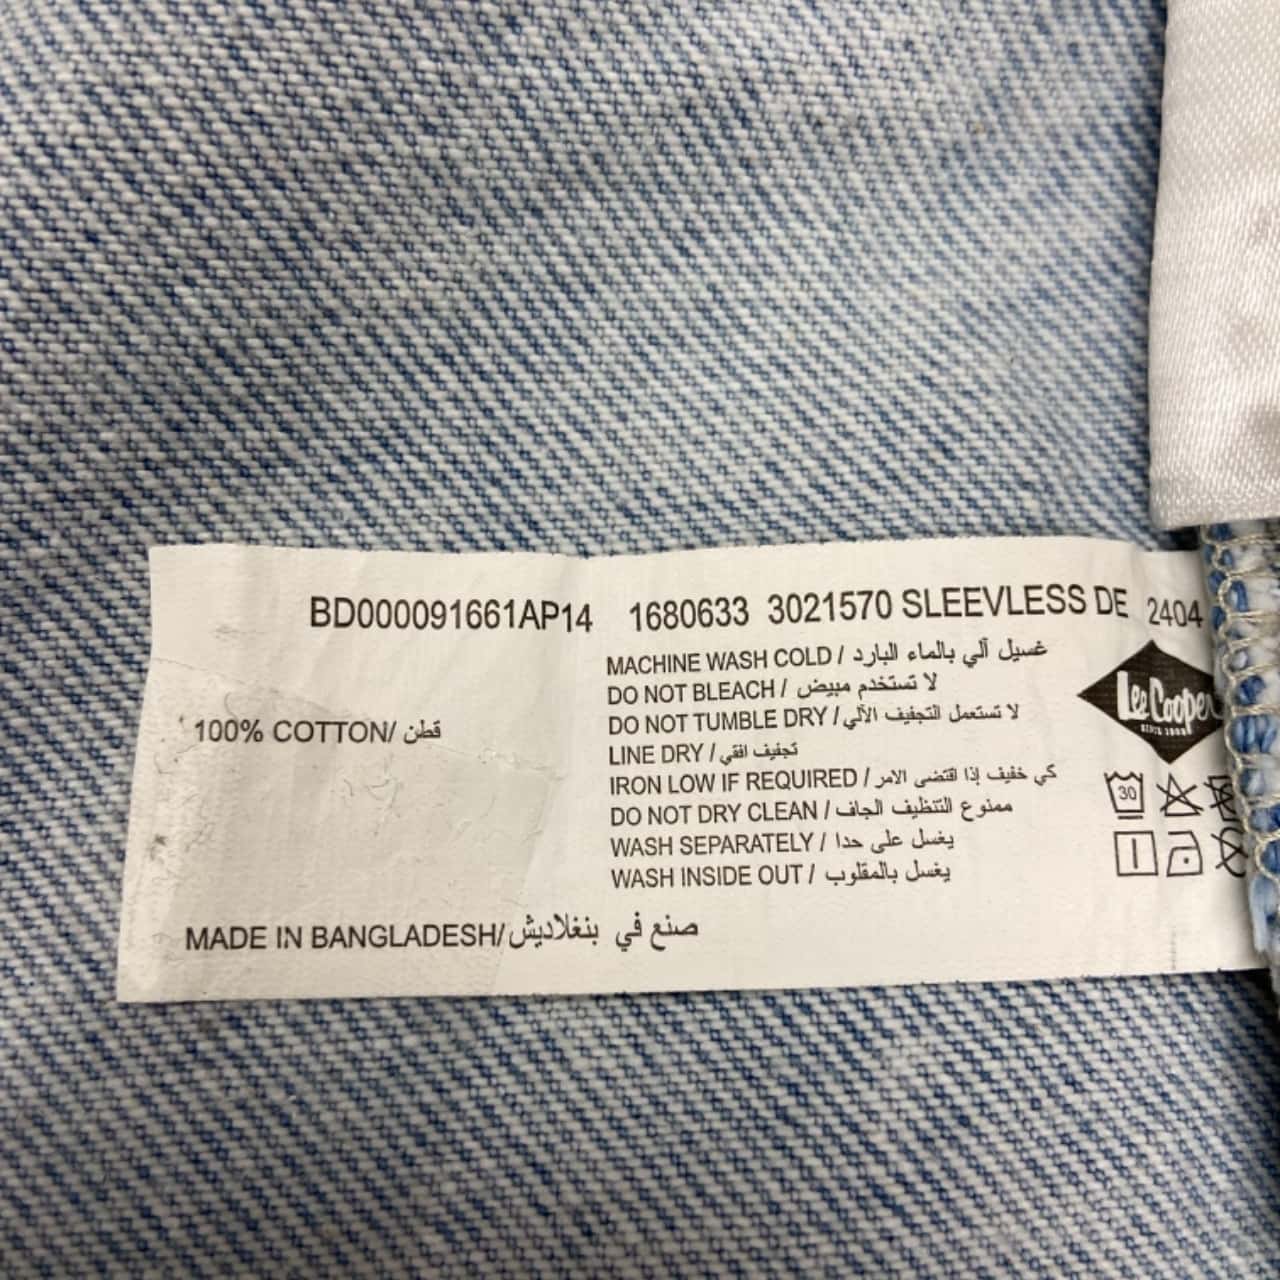 BD000091661AP14 1680633 3021570 SLEEVLESS DE 2404
MACHINE WASH COLD / غسيل آلي بالماء البارد
DO NOT BLEACH / لا تستخدم مبيض
DO NOT TUMBLE DRY / لا تستعمل التجفيف الآلي
LINE DRY / تجفيف افقي
IRON LOW IF REQUIRED / كي خفيف إذا اقتضى الامر
DO NOT DRY CLEAN / ممنوع التنظيف الجاف
WASH SEPARATELY / يغسل على حدا
WASH INSIDE OUT / يغسل بالمقلوب
100% COTTON/ قطن
MADE IN BANGLADESH/ صنع في بنغلاديش
Lee Cooper
SINCE 1908
30